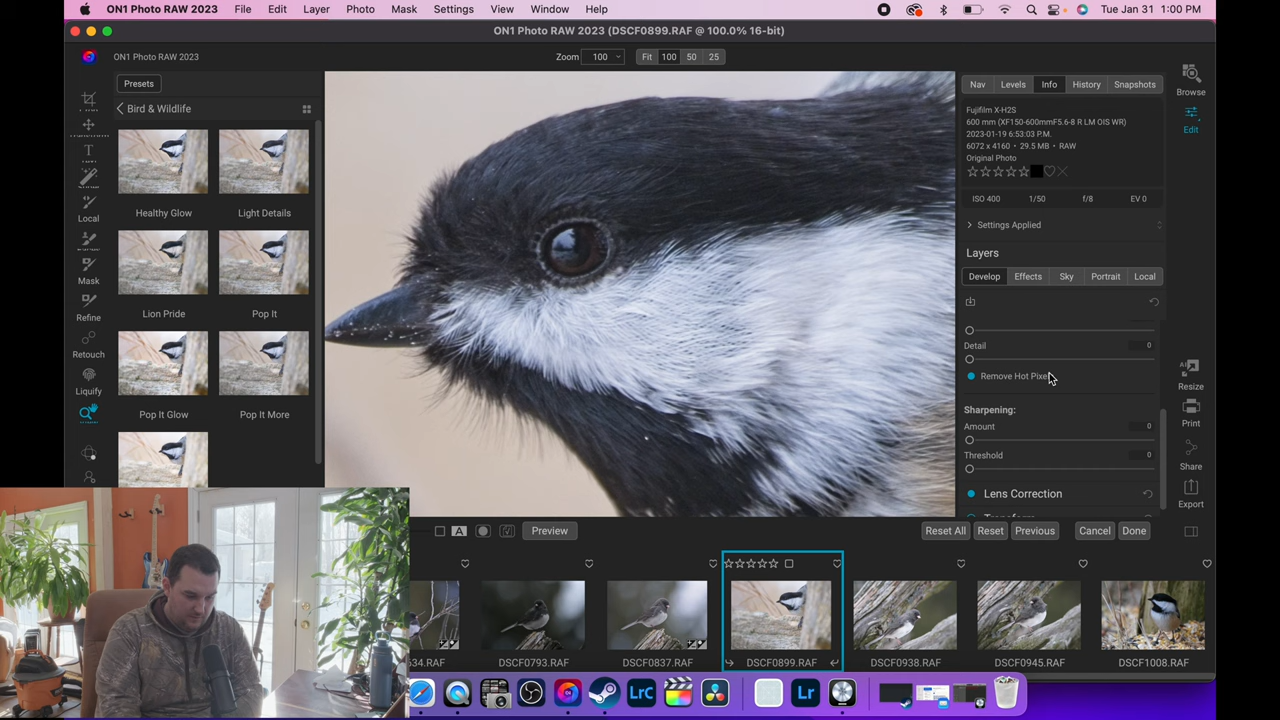 ON1 Photo RAW 2023 File Edit Layer Photo Mask Settings View Window Help Tue Jan 31 1:00 PM
ON1 Photo RAW 2023 (DSCF0899.RAF @ 100.0% 16-bit)
ON1 Photo RAW 2023 Zoom 100 Fit 100 50 25
Presets
Bird & Wildlife
Healthy Glow Light Details
Lion Pride Pop It
Pop It Glow Pop It More
Local
Mask
Refine
Retouch
Liquify
Nav Levels Info History Snapshots
Fujifilm X-H2S
600 mm (XF150-600mmF5.6-8 R LM OIS WR)
2023-01-19 6:53:03 P.M.
6072 x 4160 • 29.5 MB • RAW
Original Photo
ISO 400 1/50 f/8 EV 0
Settings Applied
Layers
Develop Effects Sky Portrait Local
Detail 0
Remove Hot Pixe
Sharpening:
Amount 0
Threshold 0
Lens Correction
Browse
Edit
AI
Resize
Print
Share
Export
A Preview Reset All Reset Previous Cancel Done
634.RAF DSCF0793.RAF DSCF0837.RAF DSCF0899.RAF DSCF0938.RAF DSCF0945.RAF DSCF1008.RAF
LrC Lr